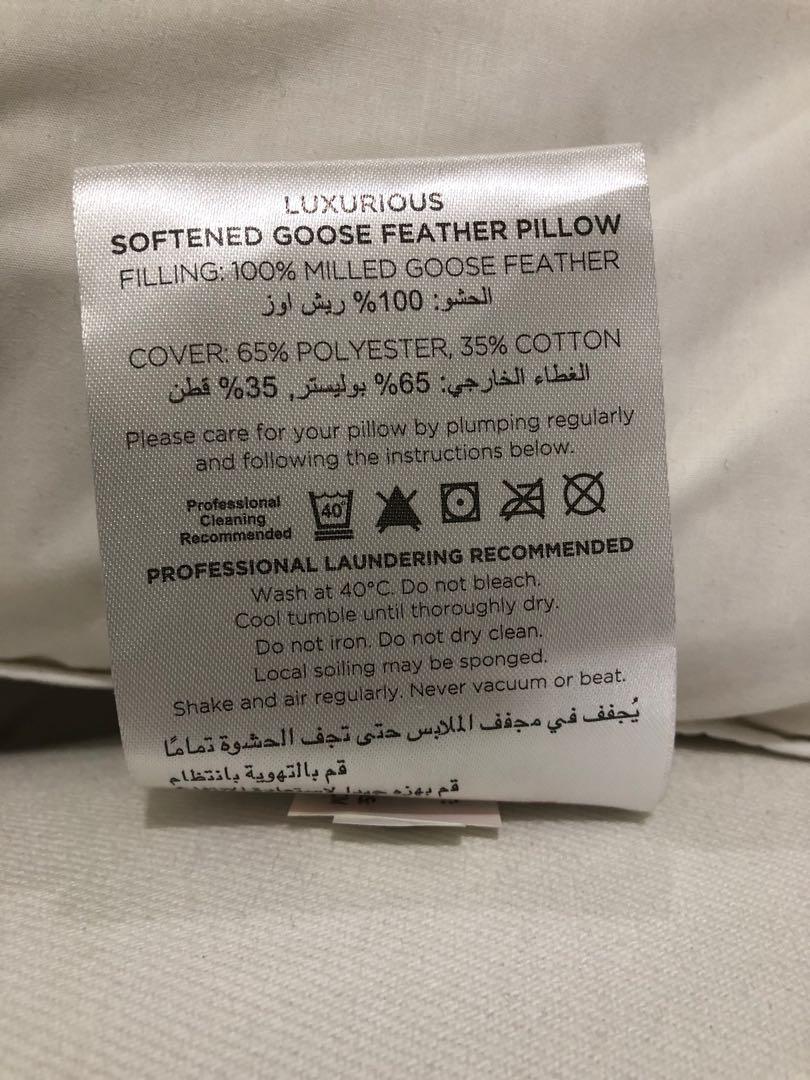 LUXURIOUS
SOFTENED GOOSE FEATHER PILLOW
FILLING: 100% MILLED GOOSE FEATHER
الحشو: 100% ريش اوز
COVER: 65% POLYESTER, 35% COTTON
الغطاء الخارجي: 65% بوليستر, 35% قطن
Please care for your pillow by plumping regularly
and following the instructions below.
Professional
Cleaning
Recommended
40°
PROFESSIONAL LAUNDERING RECOMMENDED
Wash at 40°C. Do not bleach.
Cool tumble until thoroughly dry.
Do not iron. Do not dry clean.
Local soiling may be sponged.
Shake and air regularly. Never vacuum or beat.
يُجفف في مجفف الملابس حتى تجف الحشوة تمامًا
قم بالتهوية بانتظام
قم بهزه جيدا